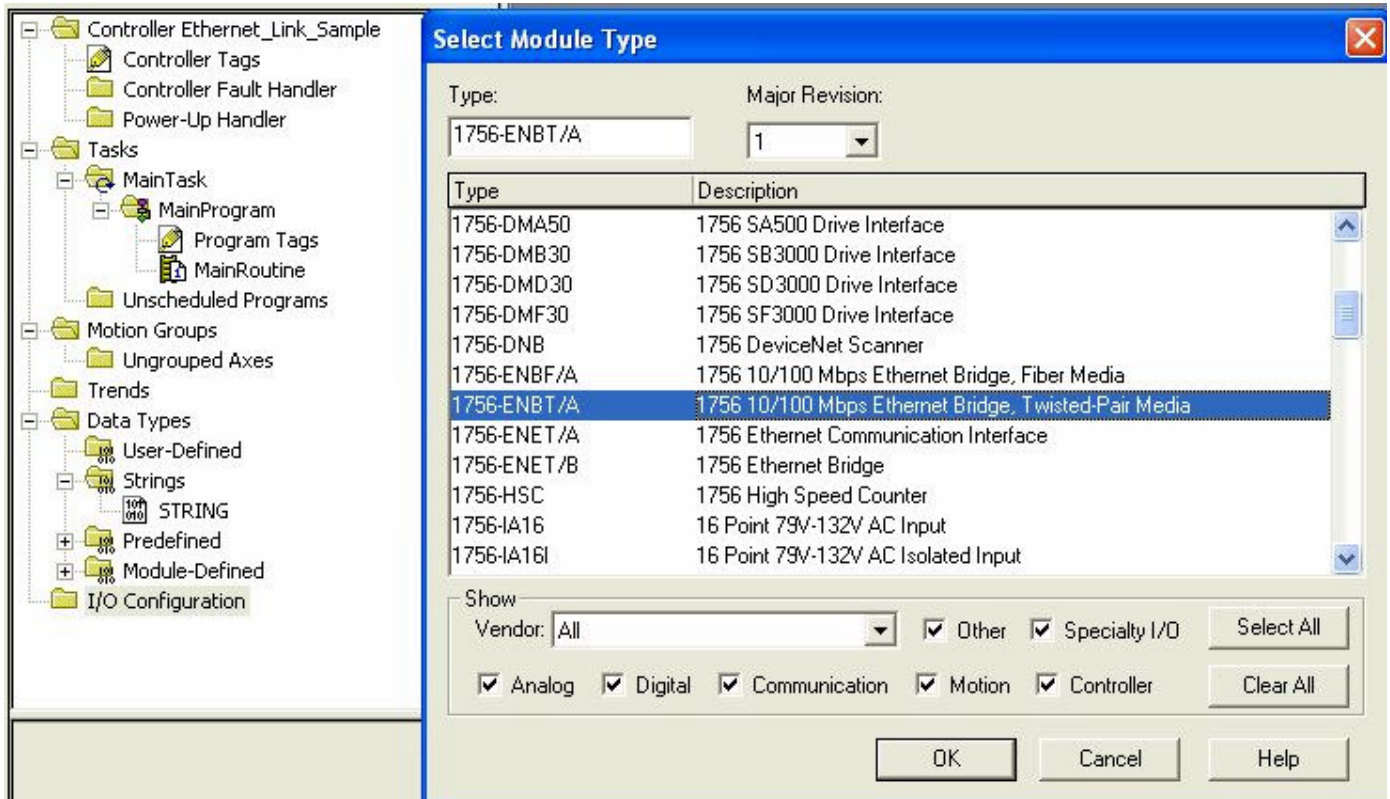 Controller Ethernet_Link_Sample
Controller Tags
Controller Fault Handler
Power-Up Handler
Tasks
MainTask
MainProgram
Program Tags
MainRoutine
Unscheduled Programs
Motion Groups
Ungrouped Axes
Trends
Data Types
User-Defined
Strings
STRING
Predefined
Module-Defined
I/O Configuration
Select Module Type
Type: Major Revision:
1756-ENBT/A 1
Type Description
1756-DMA50 1756 SA500 Drive Interface
1756-DMB30 1756 SB3000 Drive Interface
1756-DMD30 1756 SD3000 Drive Interface
1756-DMF30 1756 SF3000 Drive Interface
1756-DNB 1756 DeviceNet Scanner
1756-ENBF/A 1756 10/100 Mbps Ethernet Bridge, Fiber Media
1756-ENBT/A 1756 10/100 Mbps Ethernet Bridge, Twisted-Pair Media
1756-ENET/A 1756 Ethernet Communication Interface
1756-ENET/B 1756 Ethernet Bridge
1756-HSC 1756 High Speed Counter
1756-IA16 16 Point 79V-132V AC Input
1756-IA16I 16 Point 79V-132V AC Isolated Input
Show
Vendor: All Other Specialty I/O Select All
Analog Digital Communication Motion Controller Clear All
OK Cancel Help